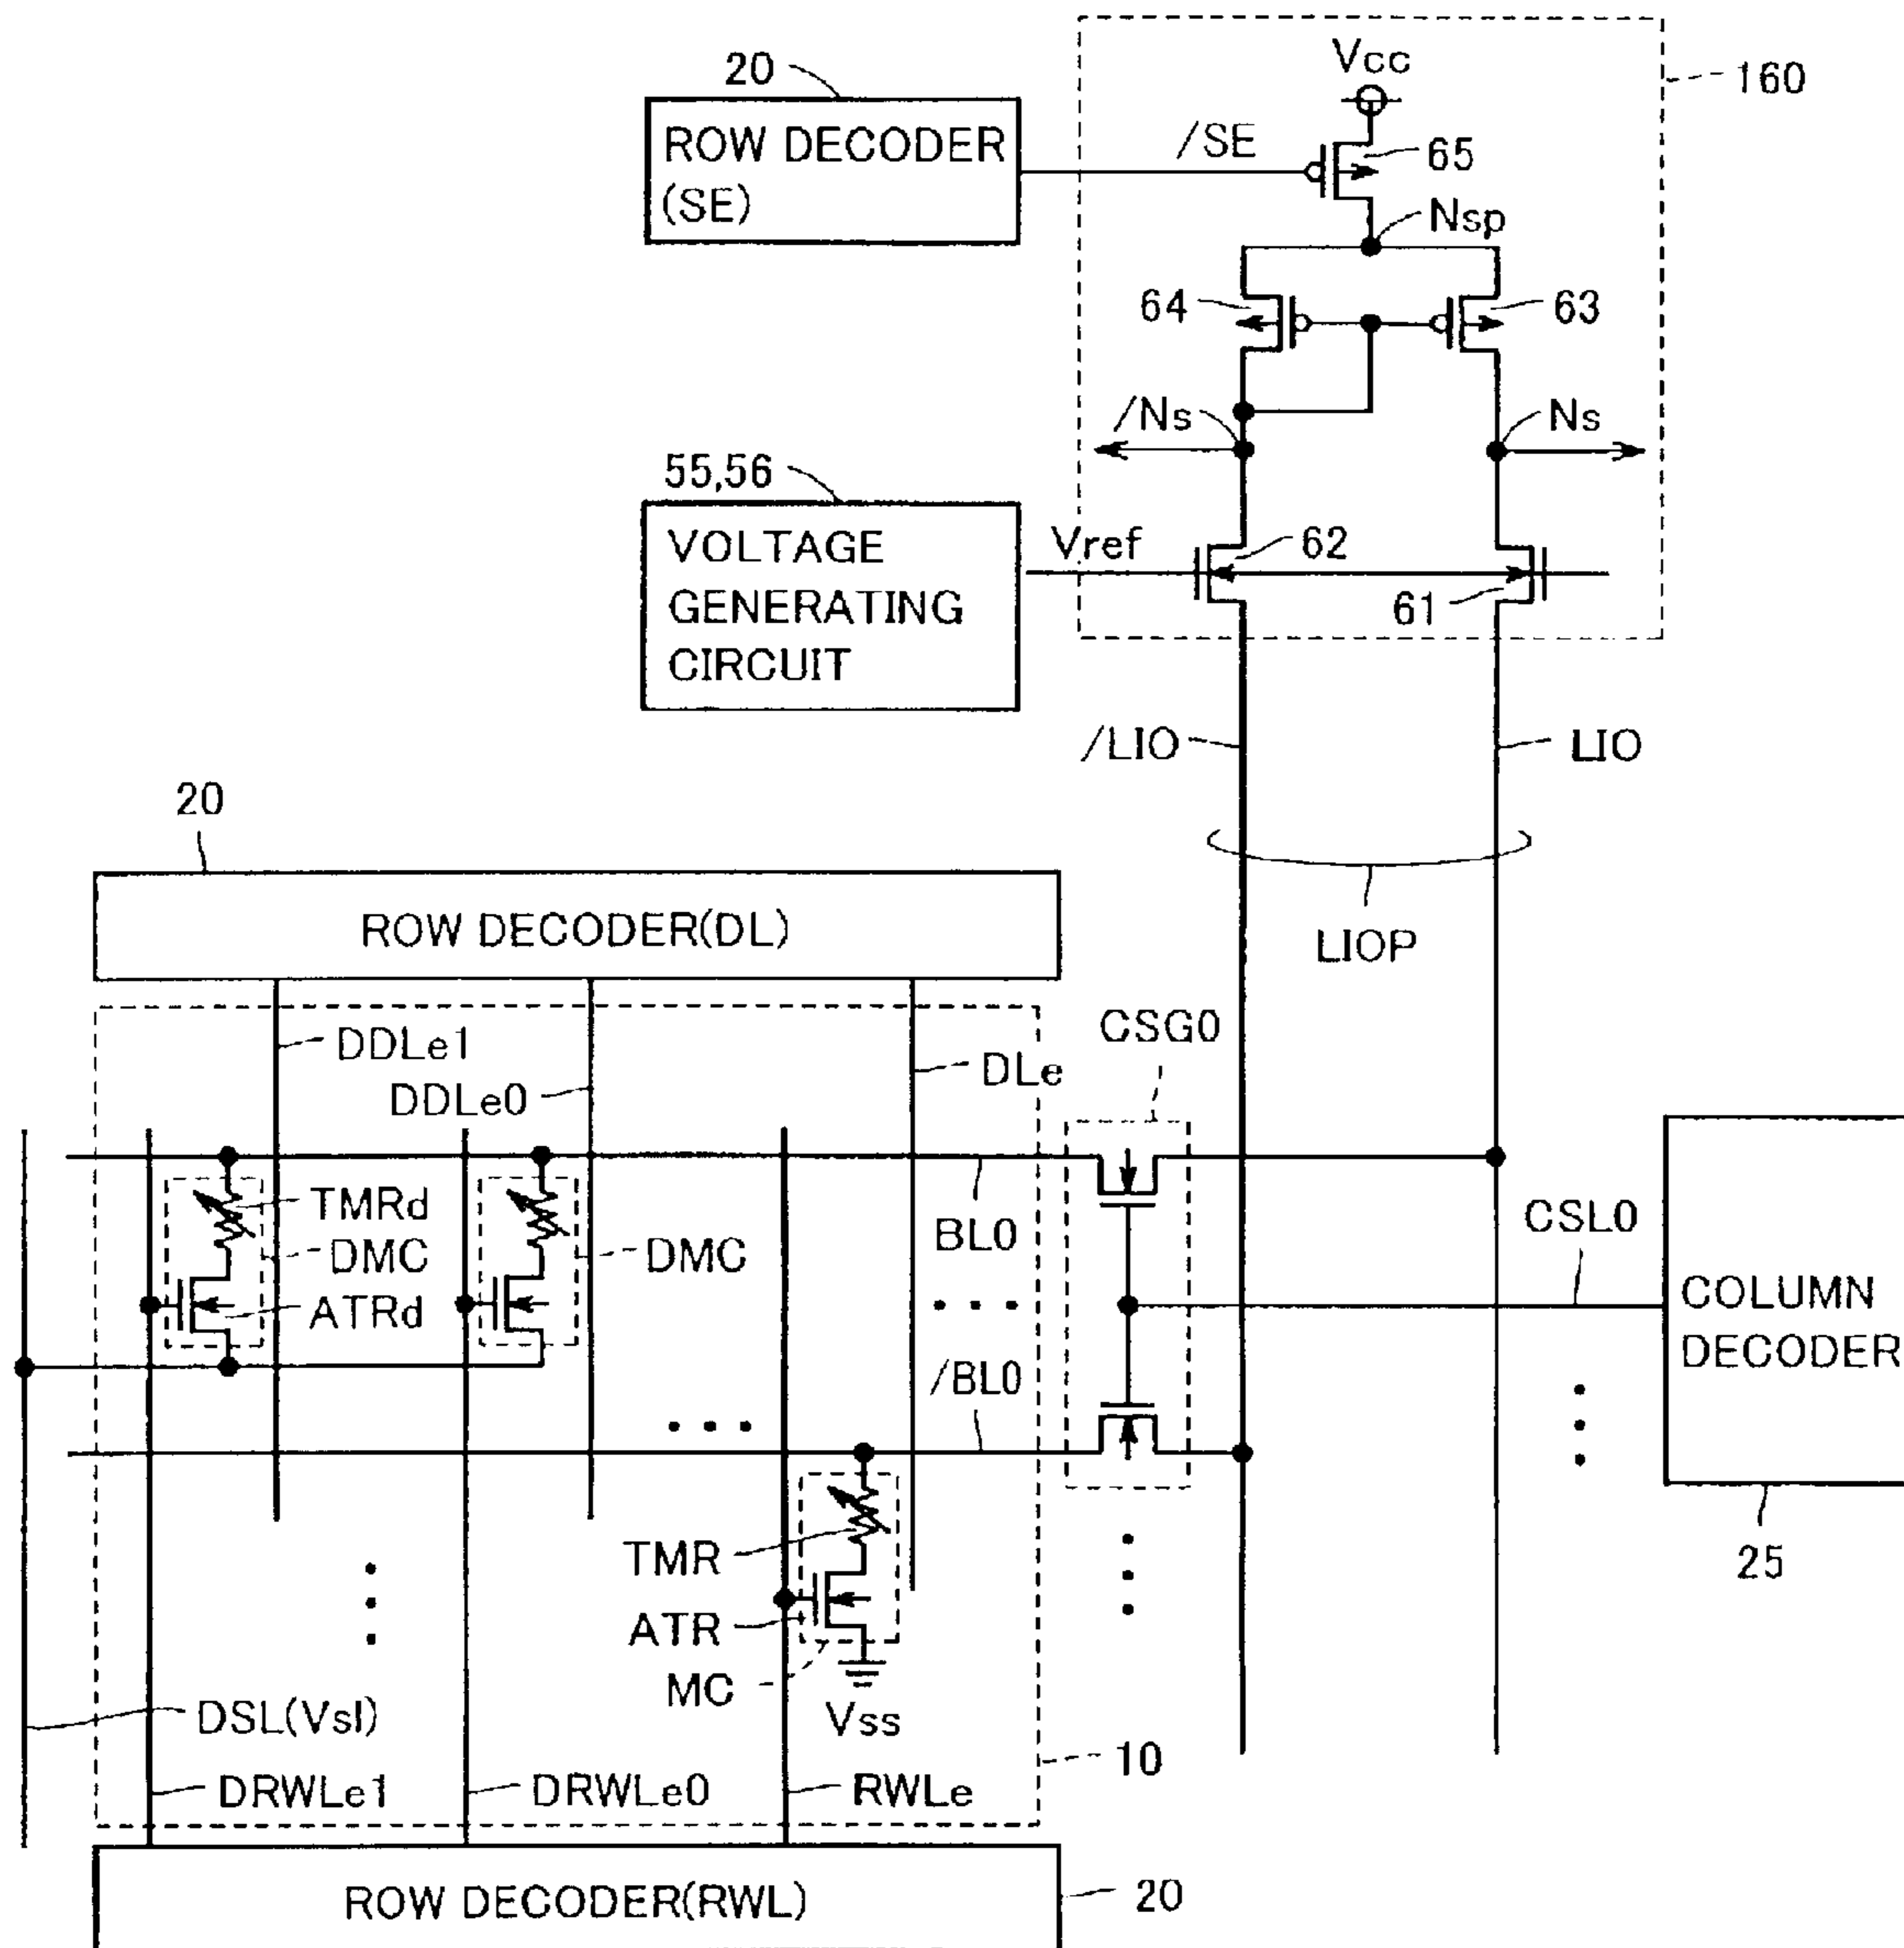 20
Vcc
160
ROW DECODER
(SE)
/SE
65
Nsp
64
63
/Ns
Ns
55,56
VOLTAGE
GENERATING
CIRCUIT
Vref
62
61
/LIO
LIO
20
ROW DECODER(DL)
LIOP
CSG0
DDLe1
DLe
DDLe0
TMRd
DMC
DMC
ATRd
BL0
CSL0
COLUMN
DECODER
/BL0
TMR
25
ATR
MC
Vss
DSL(Vsl)
10
DRWLe1
DRWLe0
RWLe
ROW DECODER(RWL)
20